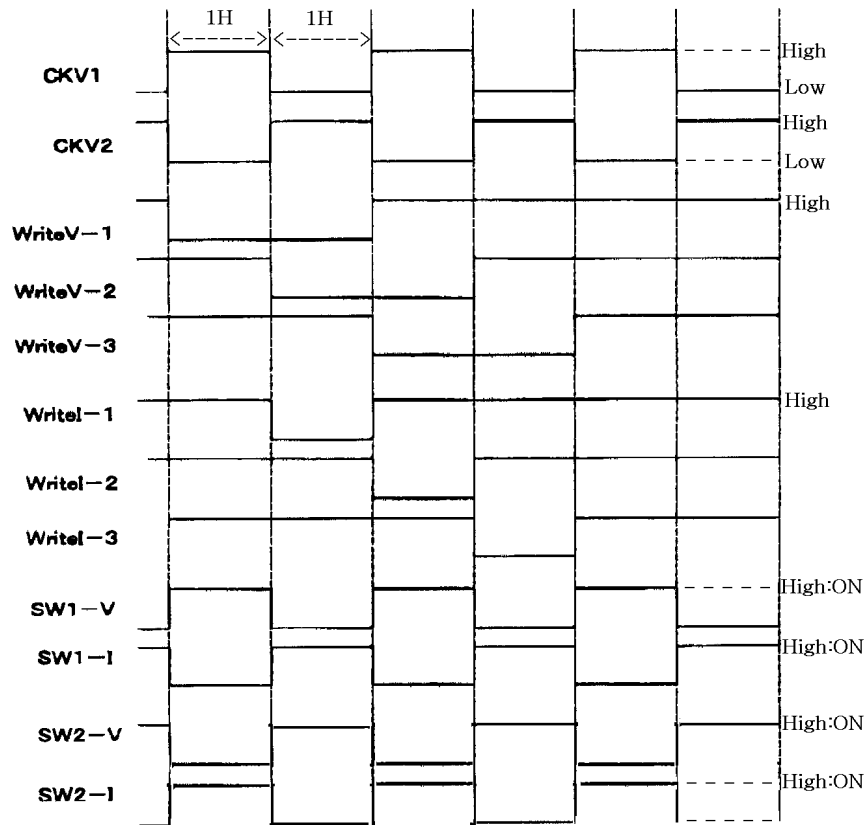 1H 1H
CKV1
High
Low
CKV2
High
Low
High
WriteV-1
WriteV-2
WriteV-3
WriteI-1
High
WriteI-2
WriteI-3
SW1-V
High:ON
SW1-I
High:ON
SW2-V
High:ON
SW2-I
High:ON